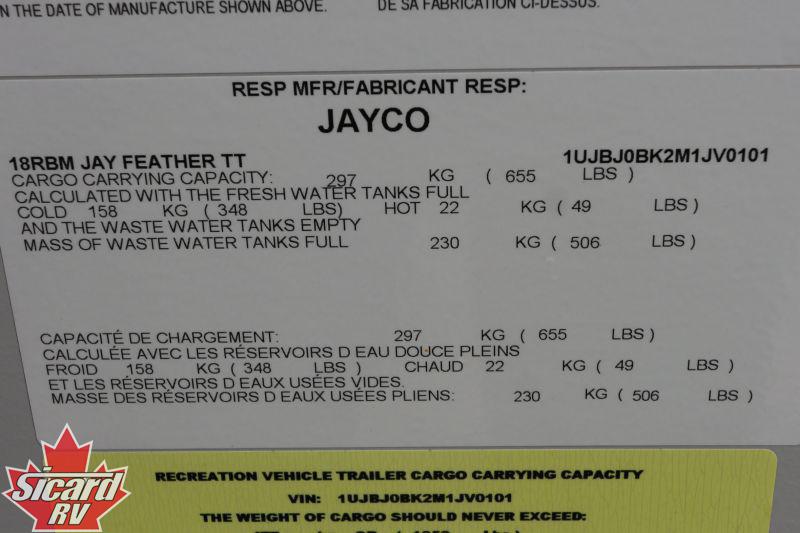 N THE DATE OF MANUFACTURE SHOWN ABOVE. DE SA FABRICATION CI-DESSUS.
RESP MFR/FABRICANT RESP:
JAYCO
18RBM JAY FEATHER TT 1UJBJ0BK2M1JV0101
CARGO CARRYING CAPACITY: 297 KG ( 655 LBS )
CALCULATED WITH THE FRESH WATER TANKS FULL
COLD 158 KG ( 348 LBS) HOT 22 KG ( 49 LBS )
AND THE WASTE WATER TANKS EMPTY
MASS OF WASTE WATER TANKS FULL 230 KG ( 506 LBS )
CAPACITÉ DE CHARGEMENT: 297 KG ( 655 LBS )
CALCULÉE AVEC LES RÉSERVOIRS D EAU DOUCE PLEINS
FROID 158 KG ( 348 LBS ) CHAUD 22 KG ( 49 LBS )
ET LES RÉSERVOIRS D EAUX USÉES VIDES.
MASSE DES RÉSERVOIRS D EAUX USÉES PLIENS: 230 KG ( 506 LBS )
RECREATION VEHICLE TRAILER CARGO CARRYING CAPACITY
VIN: 1UJBJ0BK2M1JV0101
THE WEIGHT OF CARGO SHOULD NEVER EXCEED:
Sicard
RV